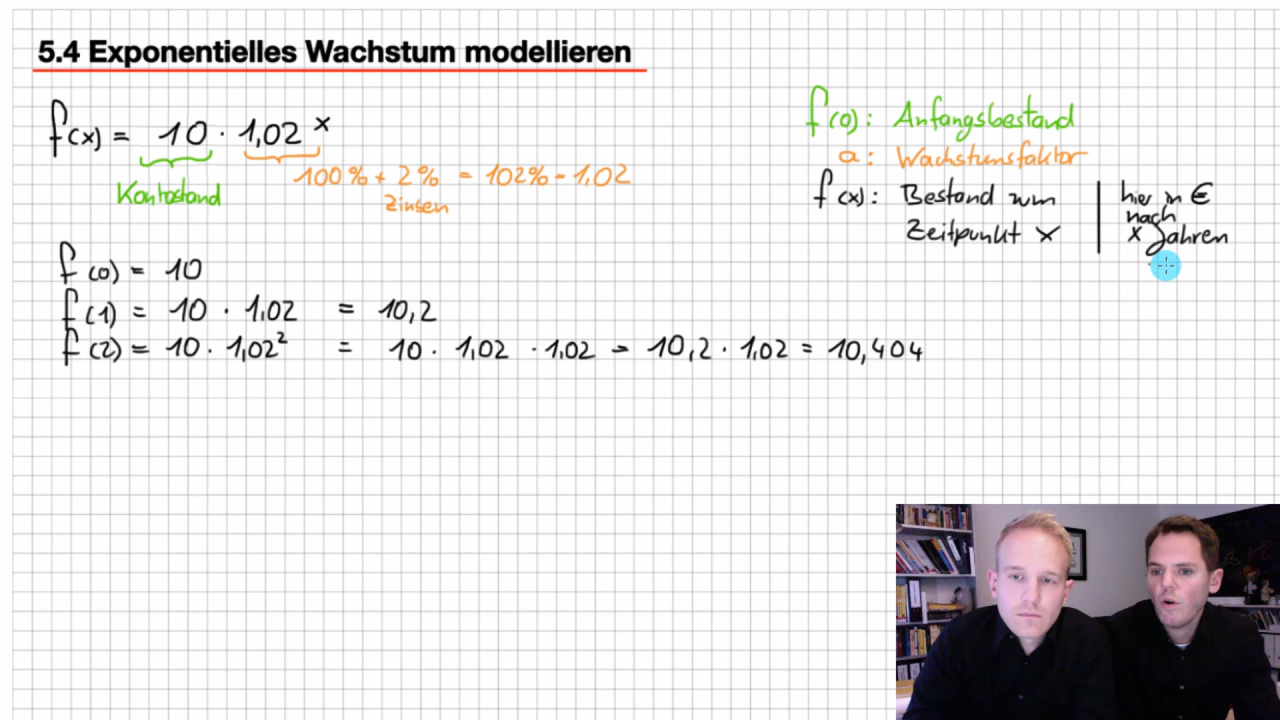 5.4 Exponentielles Wachstum modellieren
f(x) = 10 · 1,02^x
Kontostand
100% + 2% = 102% = 1,02
Zinsen
f(0) = 10
f(1) = 10 · 1,02 = 10,2
f(2) = 10 · 1,02² = 10 · 1,02 · 1,02 = 10,2 · 1,02 = 10,404
f(0): Anfangsbestand
a: Wachstumsfaktor
f(x): Bestand zum
Zeitpunkt x
hier in €
nach
x Jahren